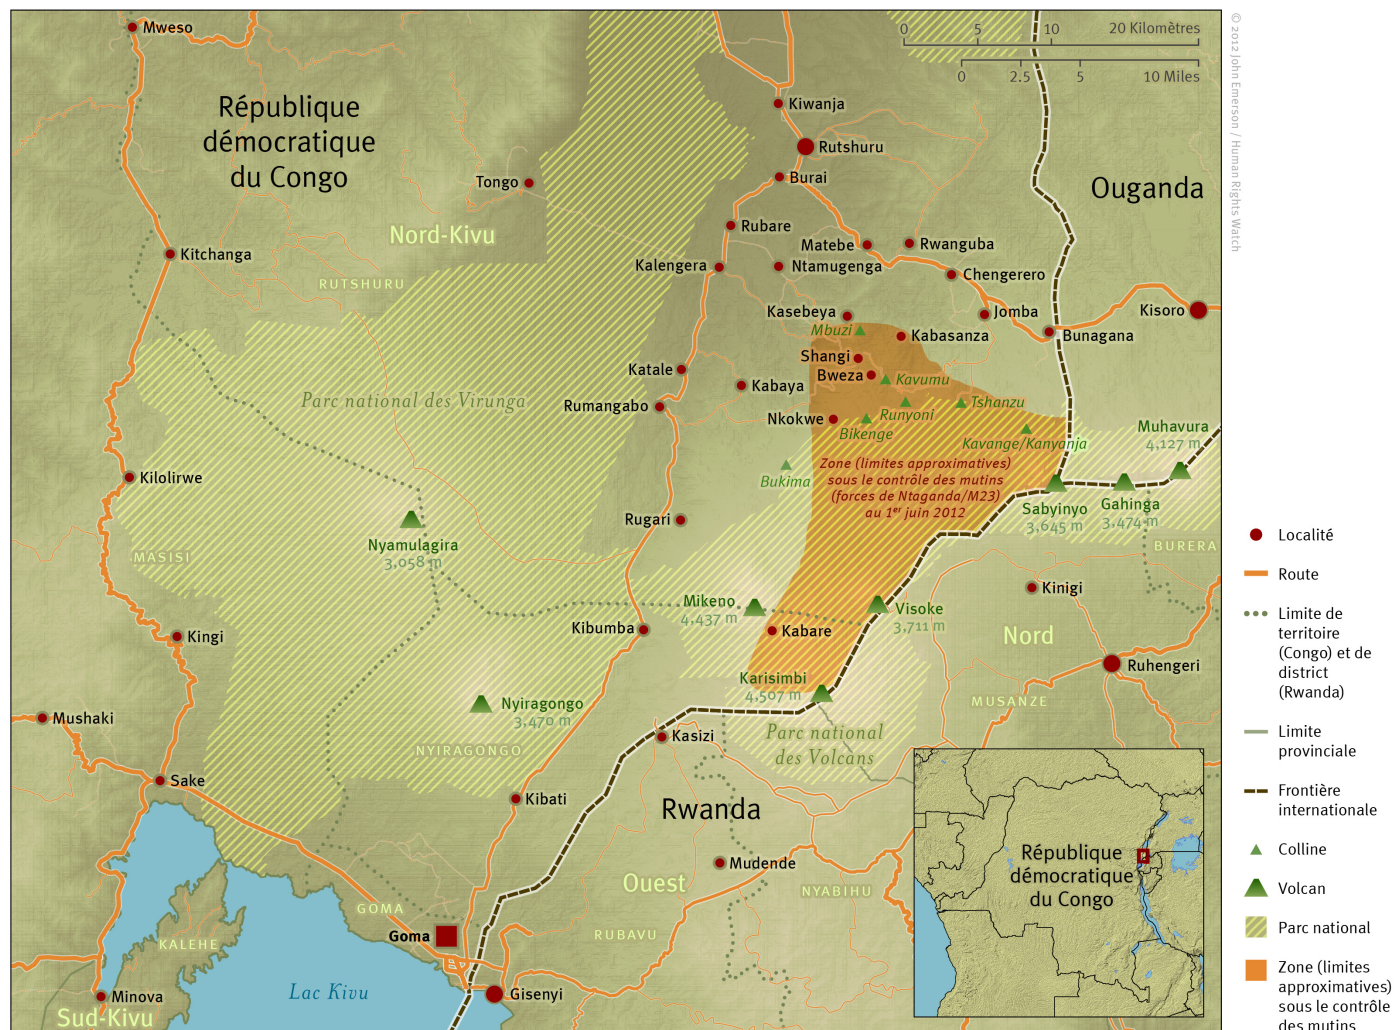 Mweso
0
5
10
20 Kilomètres
0
2.5
5
10 Miles
© 2012 John Emerson / Human Rights Watch
République
démocratique
du Congo
Kiwanja
Rutshuru
Burai
Ouganda
Tongo
Nord-Kivu
Rubare
Matebe
Rwanguba
Kitchanga
Kalengera
Ntamugenga
Chengerero
RUTSHURU
Kasebeya
Jomba
Kisoro
Mbuzi
Kabasanza
Bunagana
Shangi
Katale
Bweza
Kavumu
Kabaya
Parc national des Virunga
Rumangabo
Runyoni
Tshanzu
Nkokwe
Bikenge
Kavange/Kanyanja
Muhavura
4,127 m
Zone (limites approximatives)
sous le contrôle des mutins
(forces de Ntaganda/M23)
au 1er juin 2012
Bukima
Kilolirwe
Sabyinyo
3,645 m
Gahinga
3,474 m
Rugari
Nyamulagira
3,058 m
MASISI
BURERA
Kinigi
Mikeno
4,437 m
Visoke
3,711 m
Kibumba
Kabare
Kingi
Nord
Ruhengeri
Karisimbi
4,507 m
MUSANZE
Nyiragongo
3,470 m
Mushaki
NYIRAGONGO
Kasizi
Parc national
des Volcans
Sake
Kibati
Rwanda
Mudende
Ouest
NYABIHU
GOMA
Goma
RUBAVU
KALEHE
Lac Kivu
Gisenyi
Minova
Sud-Kivu
République
démocratique
du Congo
Localité
Route
Limite de
territoire
(Congo) et de
district
(Rwanda)
Limite
provinciale
Frontière
internationale
Colline
Volcan
Parc national
Zone (limites
approximatives)
sous le contrôle
des mutins